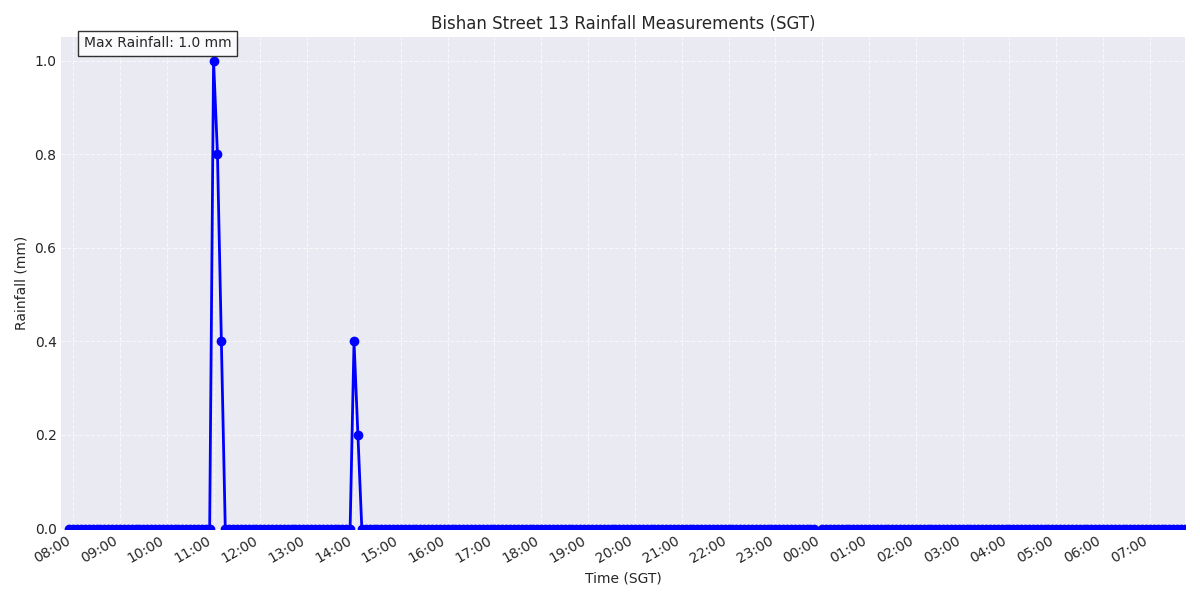 Bishan Street 13 Rainfall Measurements (SGT)
Max Rainfall: 1.0 mm
1.0
0.8
0.6
0.4
0.2
0.0
Rainfall (mm)
08:00 09:00 10:00 11:00 12:00 13:00 14:00 15:00 16:00 17:00 18:00 19:00 20:00 21:00 22:00 23:00 00:00 01:00 02:00 03:00 04:00 05:00 06:00 07:00
Time (SGT)